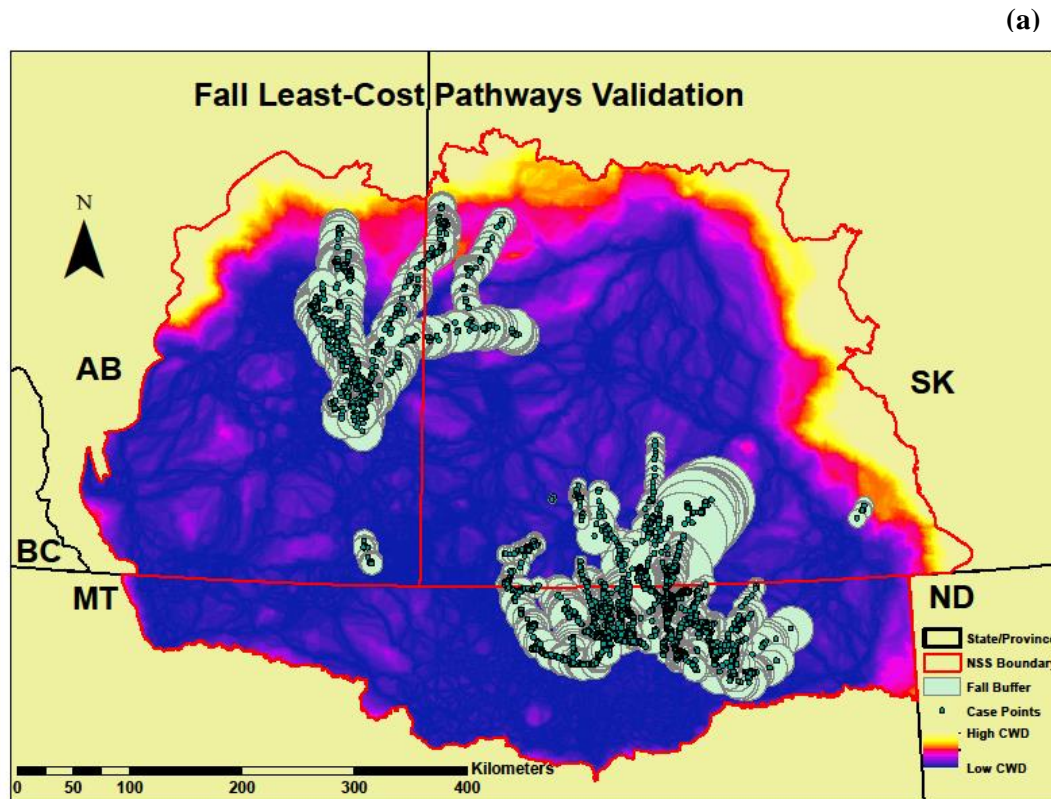 (a)
Fall Least-Cost Pathways Validation
N
AB
SK
BC
MT
ND
State/Province
NSS Boundary
Fall Buffer
Case Points
High CWD
Low CWD
Kilometers
0 50 100 200 300 400